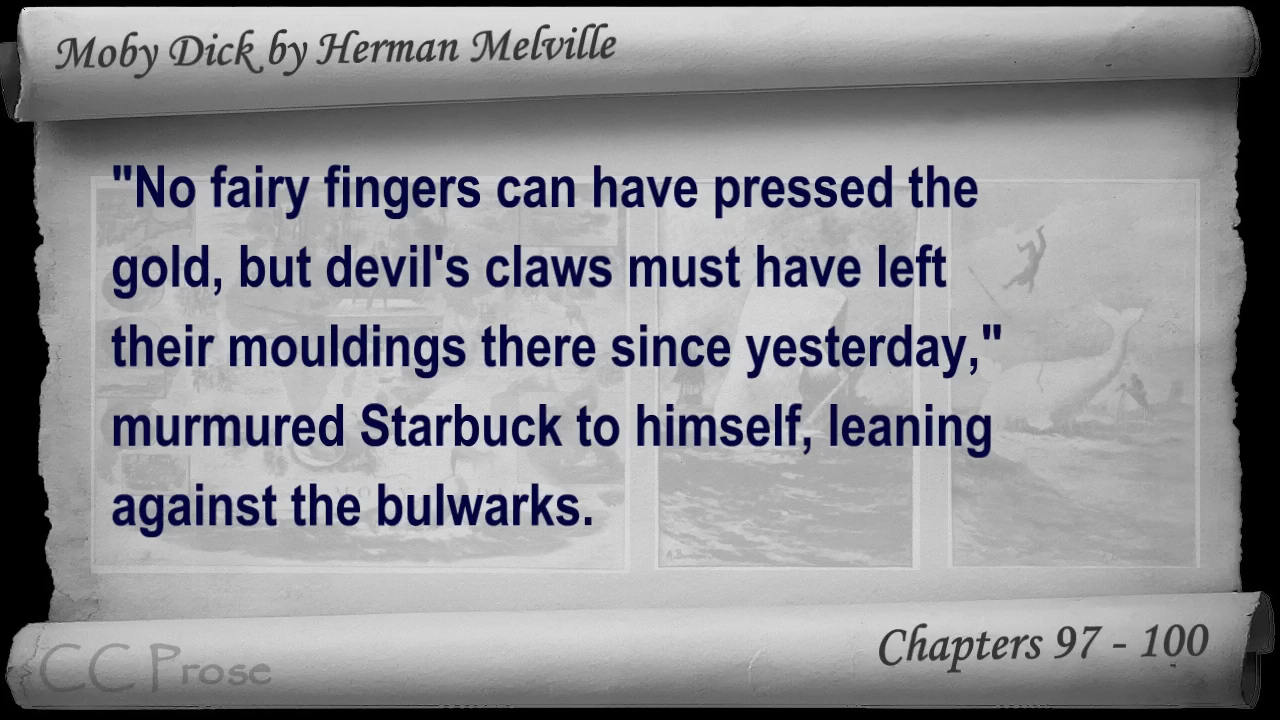 Moby Dick by Herman Melville
"No fairy fingers can have pressed the
gold, but devil's claws must have left
their mouldings there since yesterday,"
murmured Starbuck to himself, leaning
against the bulwarks.
Chapters 97 - 100
CC Prose